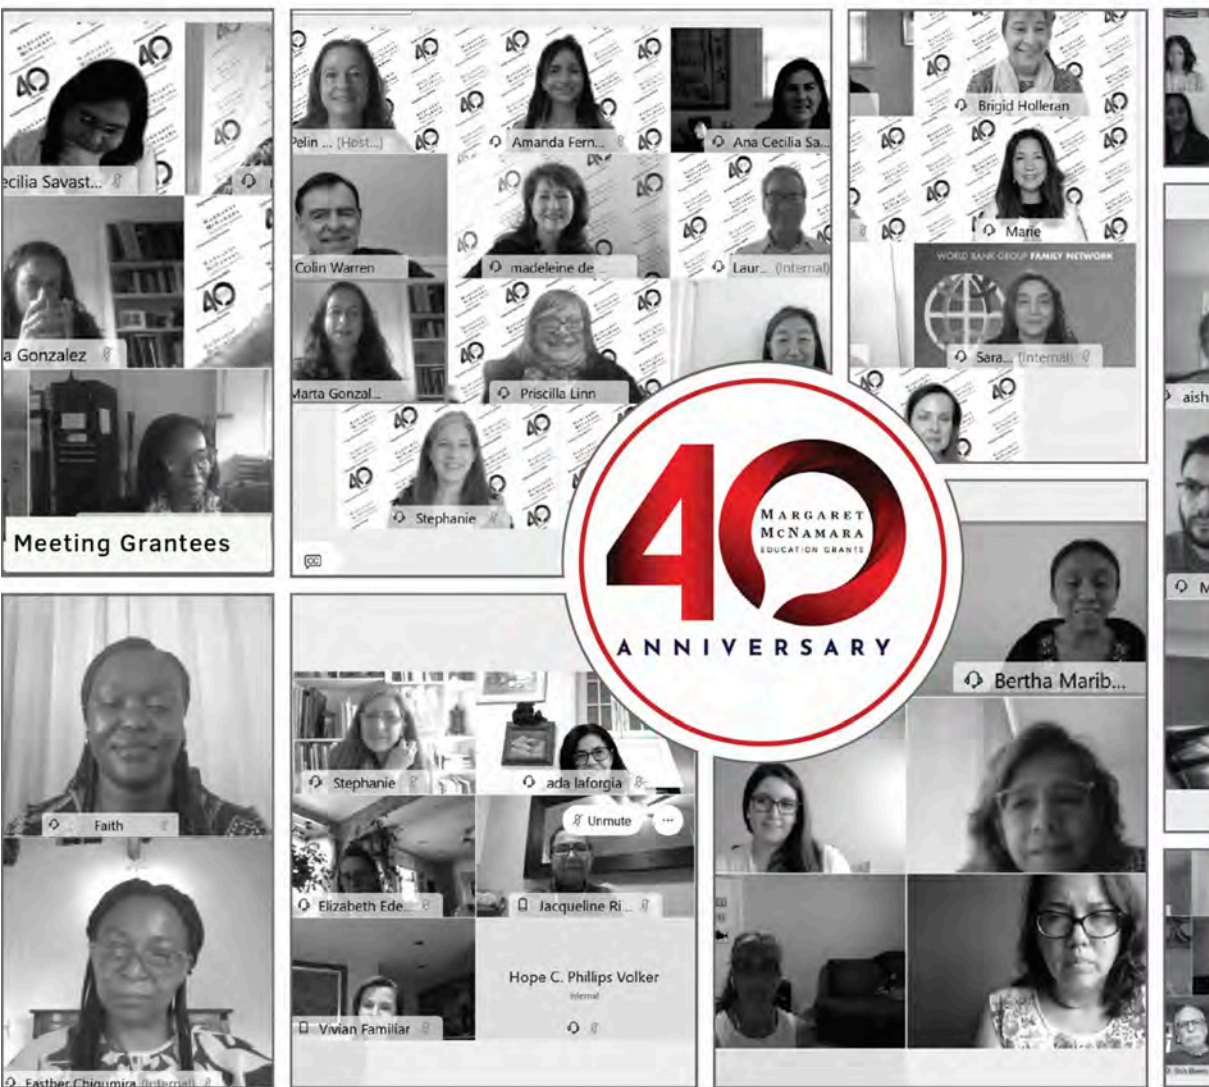 ecilia Savast...
a Gonzalez
Meeting Grantees
Pelin ... (Host...)
Amanda Fern...
Ana Cecilia Sa...
Colin Warren
madeleine de ...
Laur... (Internal)
Marta Gonzal...
Priscilla Linn
Stephanie
Brigid Holleran
Marie
WORLD BANK GROUP FAMILY NETWORK
Sara... (Internal)
40
MARGARET
MCNAMARA
EDUCATION GRANTS
ANNIVERSARY
Bertha Marib...
aish
M
Faith
Easther Chigumira (Internal)
Stephanie
ada laforgia
Unmute
Elizabeth Ede...
Jacqueline Ri...
Vivian Familiar
Hope C. Phillips Volker
Internal